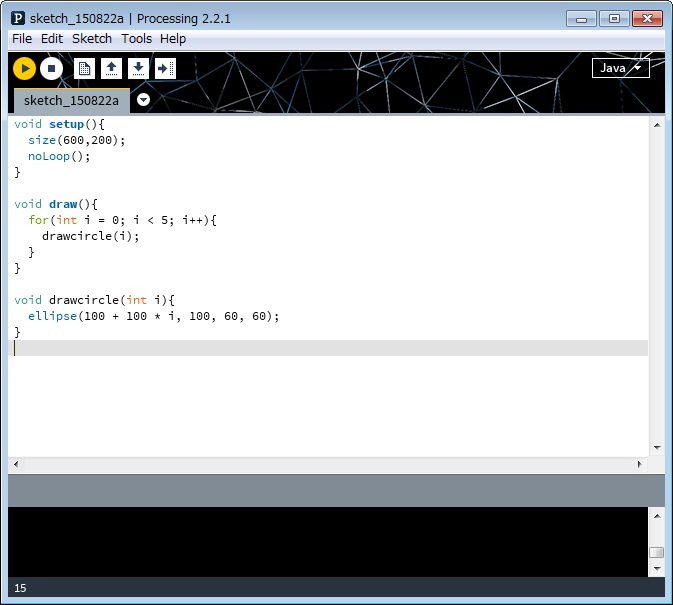 P sketch_150822a | Processing 2.2.1
File Edit Sketch Tools Help
Java
sketch_150822a
void setup(){
  size(600,200);
  noLoop();
}

void draw(){
  for(int i = 0; i < 5; i++){
    drawcircle(i);
  }
}

void drawcircle(int i){
  ellipse(100 + 100 * i, 100, 60, 60);
}
15